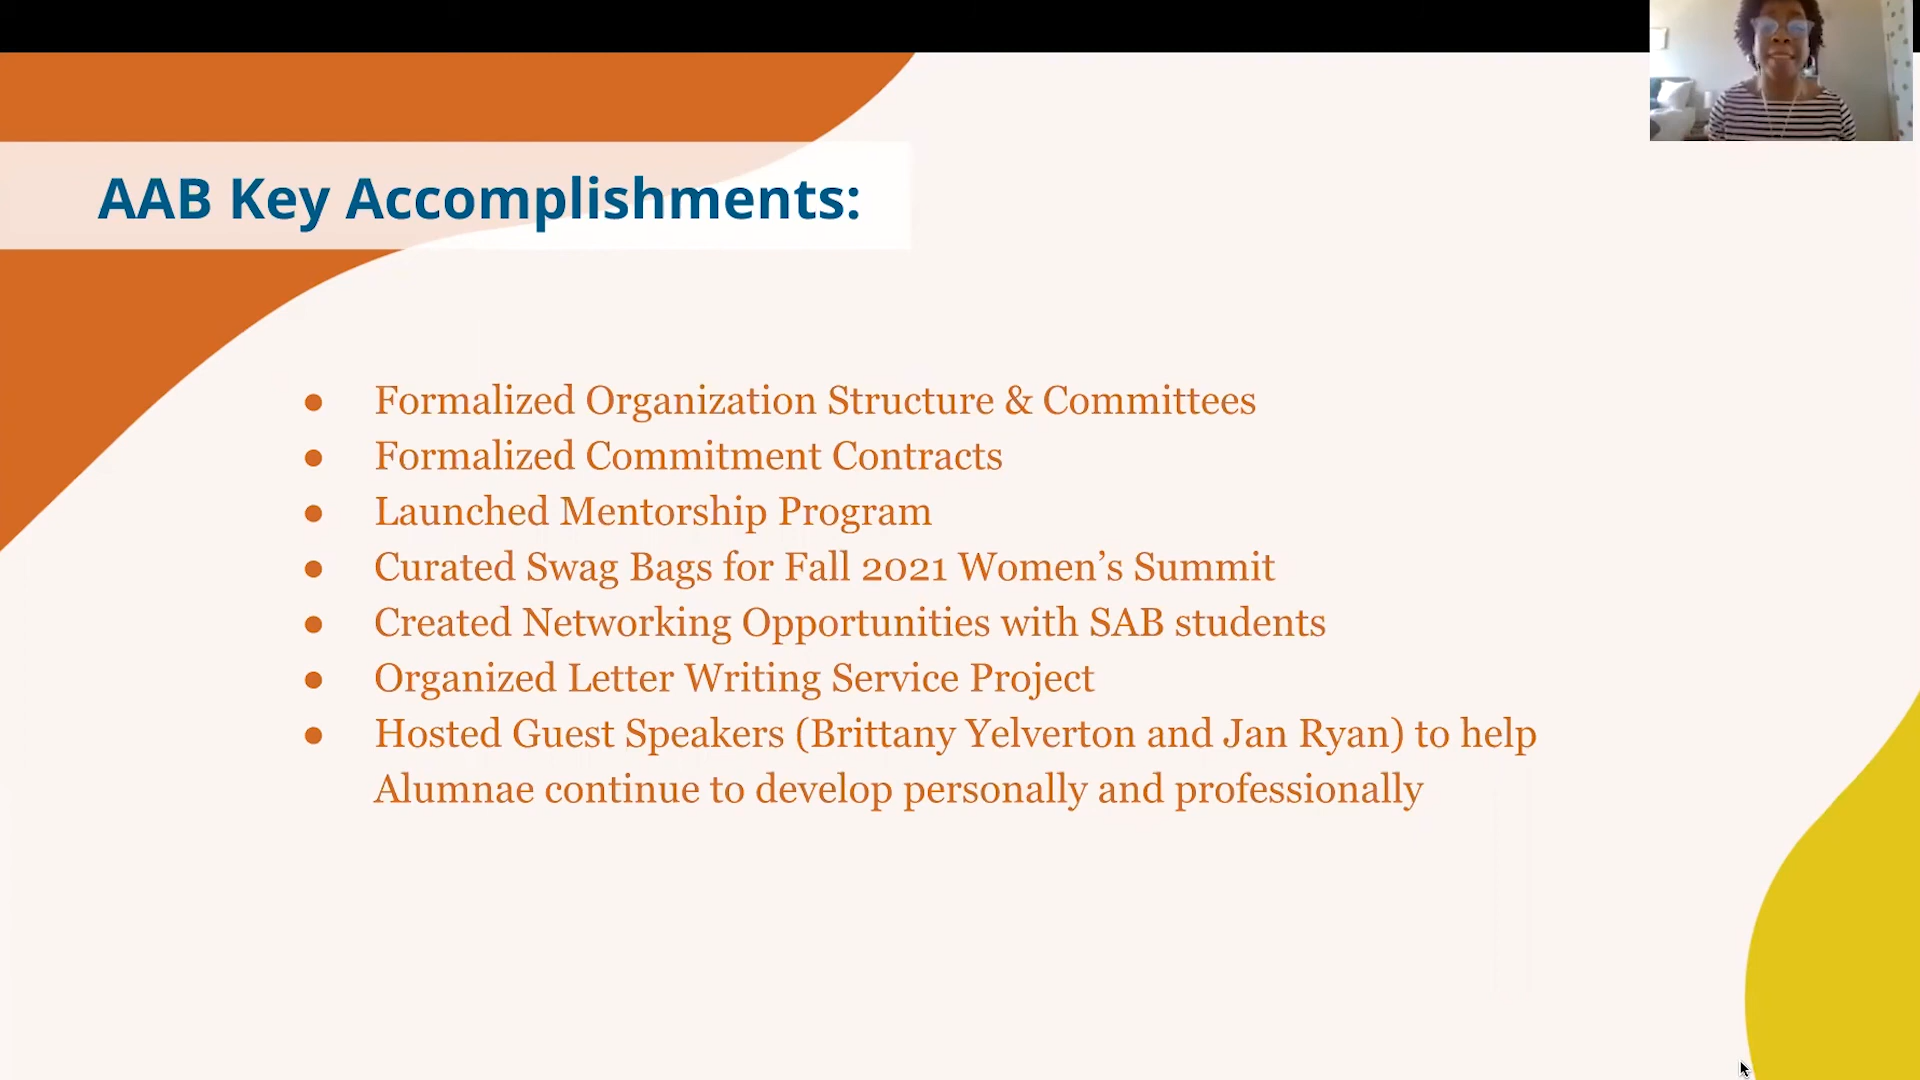 AAB Key Accomplishments:
● Formalized Organization Structure & Committees
● Formalized Commitment Contracts
● Launched Mentorship Program
● Curated Swag Bags for Fall 2021 Women’s Summit
● Created Networking Opportunities with SAB students
● Organized Letter Writing Service Project
● Hosted Guest Speakers (Brittany Yelverton and Jan Ryan) to help
Alumnae continue to develop personally and professionally